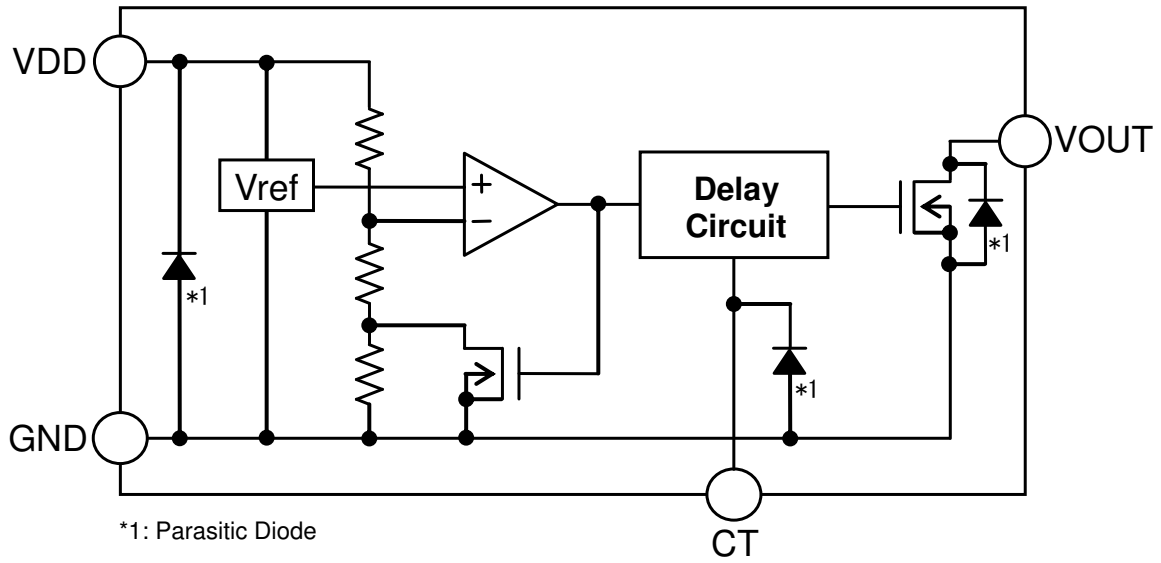 VDD
VOUT
Vref
+
−
Delay
Circuit
*1
*1
*1
GND
*1: Parasitic Diode
CT